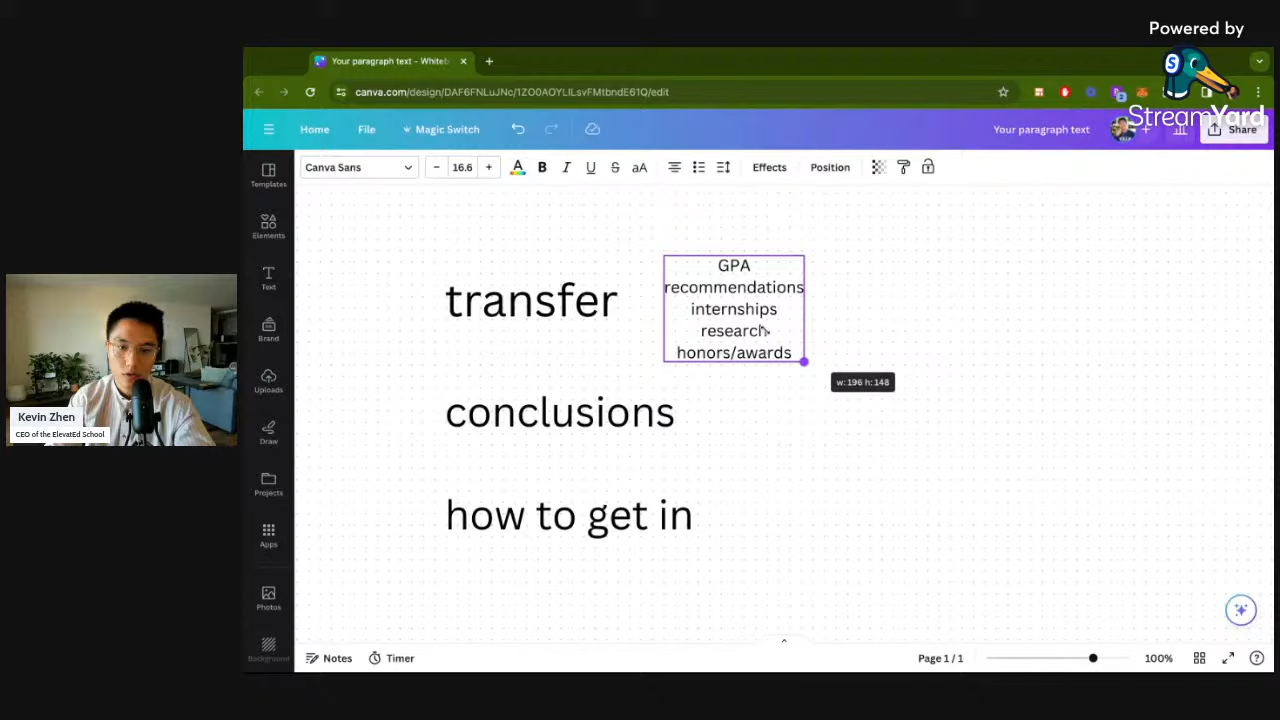 Powered by
StreamYard
Your paragraph text - Whiteb
canva.com/design/DAF6FNLuJNc/1ZO0AOYLlLsvFMtbndE61Q/edit
Home File Magic Switch Your paragraph text Share
Canva Sans - 16.6 + A B I U S aA Effects Position
Templates
Elements
Text
Brand
Uploads
Draw
Projects
Apps
Photos
Background
transfer
GPA
recommendations
internships
research
honors/awards
w: 196 h: 148
conclusions
how to get in
Kevin Zhen
CEO of the ElevatEd School
Notes Timer Page 1 / 1 100%